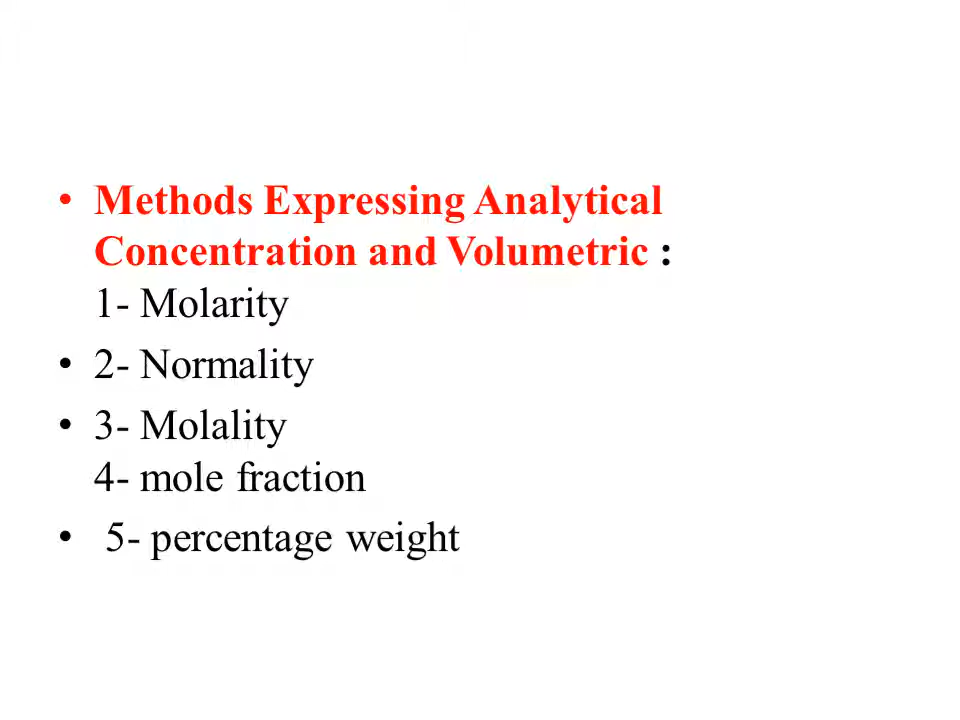 • Methods Expressing Analytical
Concentration and Volumetric :
1- Molarity
• 2- Normality
• 3- Molality
4- mole fraction
• 5- percentage weight